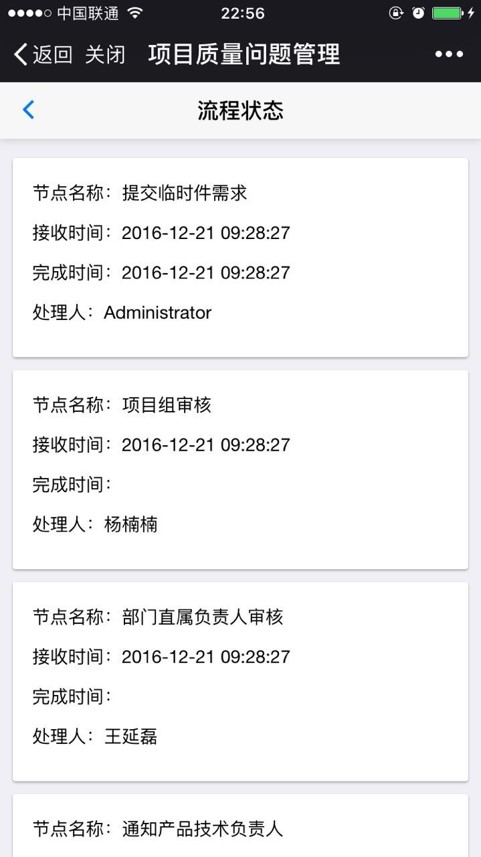 中国联通 22:56
返回 关闭 项目质量问题管理
流程状态
节点名称：提交临时件需求
接收时间：2016-12-21 09:28:27
完成时间：2016-12-21 09:28:27
处理人：Administrator
节点名称：项目组审核
接收时间：2016-12-21 09:28:27
完成时间：
处理人：杨楠楠
节点名称：部门直属负责人审核
接收时间：2016-12-21 09:28:27
完成时间：
处理人：王延磊
节点名称：通知产品技术负责人